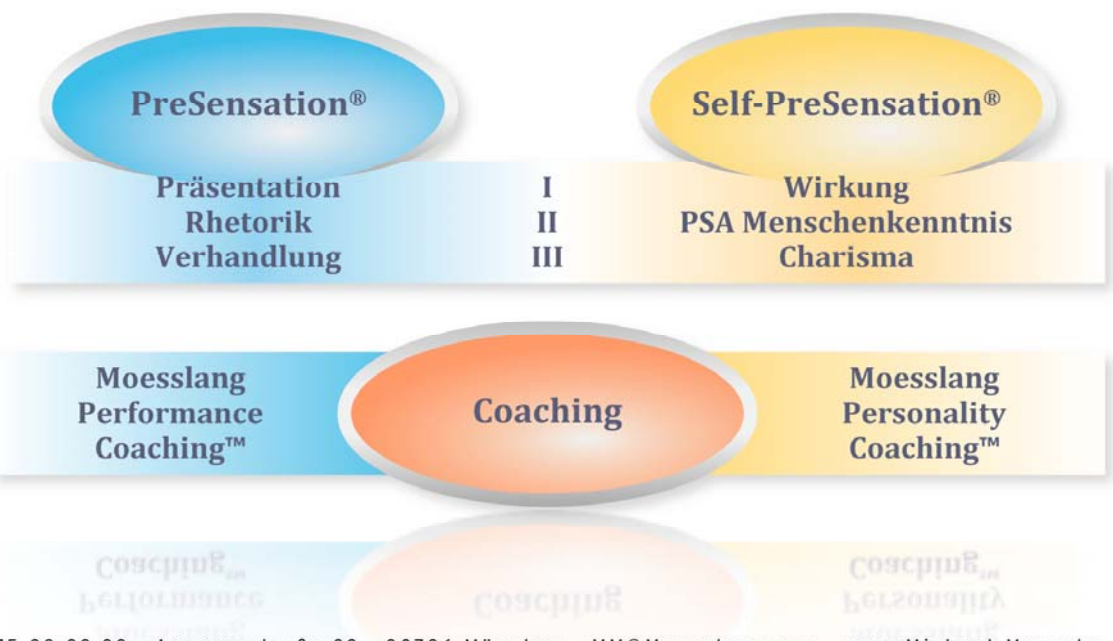 PreSensation® Self-PreSensation®
Präsentation I Wirkung
Rhetorik II PSA Menschenkenntnis
Verhandlung III Charisma
Moesslang Moesslang
Performance Coaching Personality
Coaching™ Coaching™